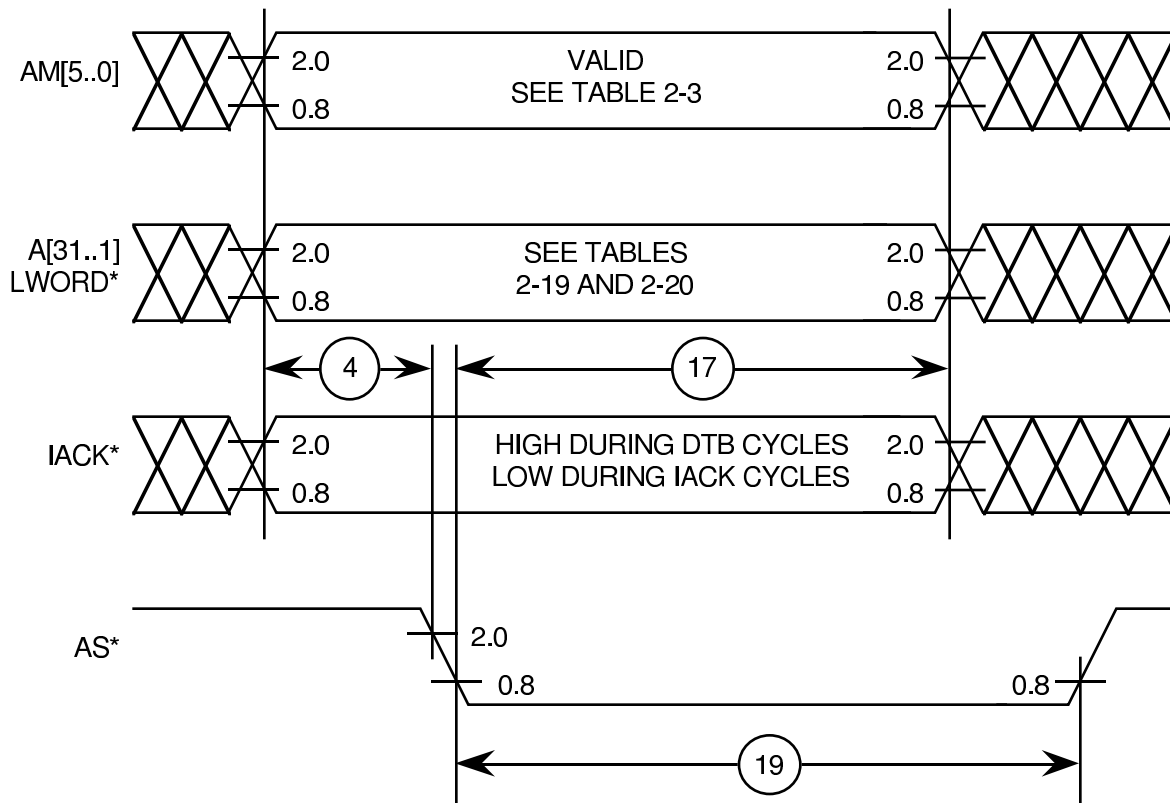 AM[5..0]
2.0
0.8
VALID
SEE TABLE 2-3
2.0
0.8
A[31..1]
LWORD*
2.0
0.8
SEE TABLES
2-19 AND 2-20
2.0
0.8
4
17
IACK*
2.0
0.8
HIGH DURING DTB CYCLES
LOW DURING IACK CYCLES
2.0
0.8
AS*
2.0
0.8
0.8
19